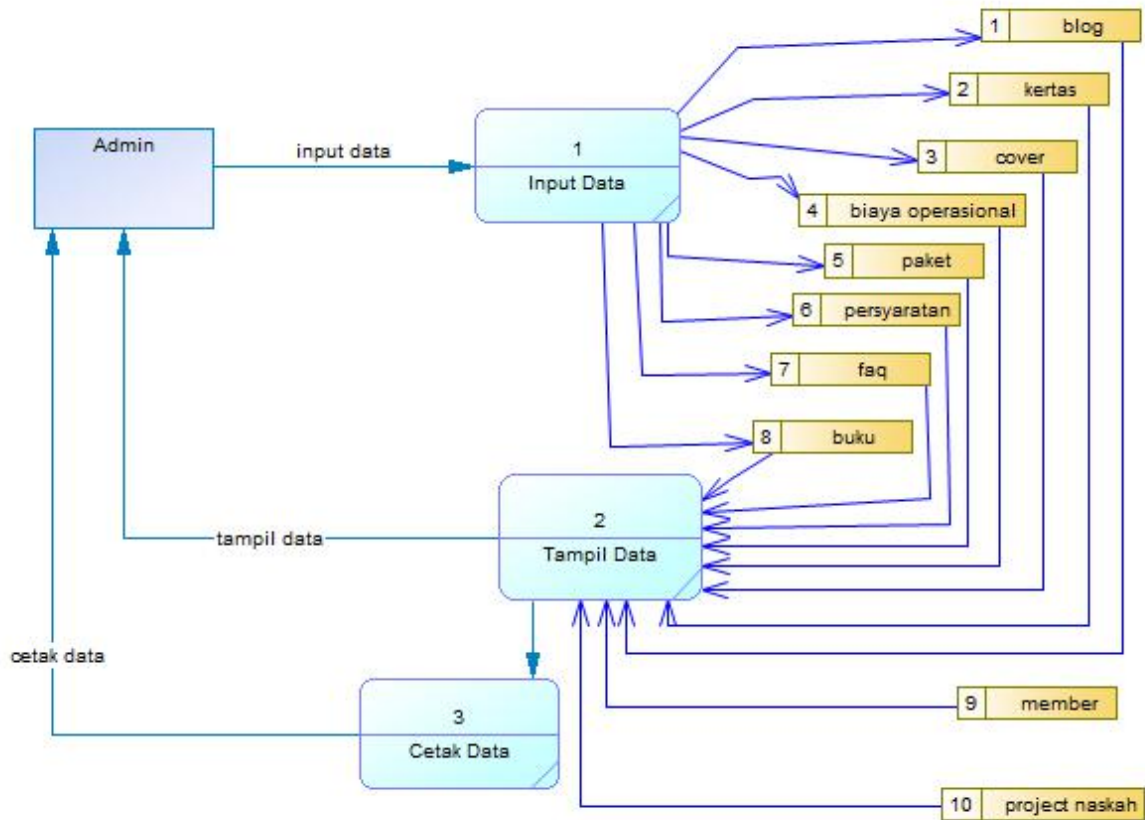 1 blog
2 kertas
Admin
input data
1
Input Data
3 cover
4 biaya operasional
5 paket
6 persyaratan
7 faq
8 buku
2
Tampil Data
tampil data
cetak data
3
Cetak Data
9 member
10 project naskah